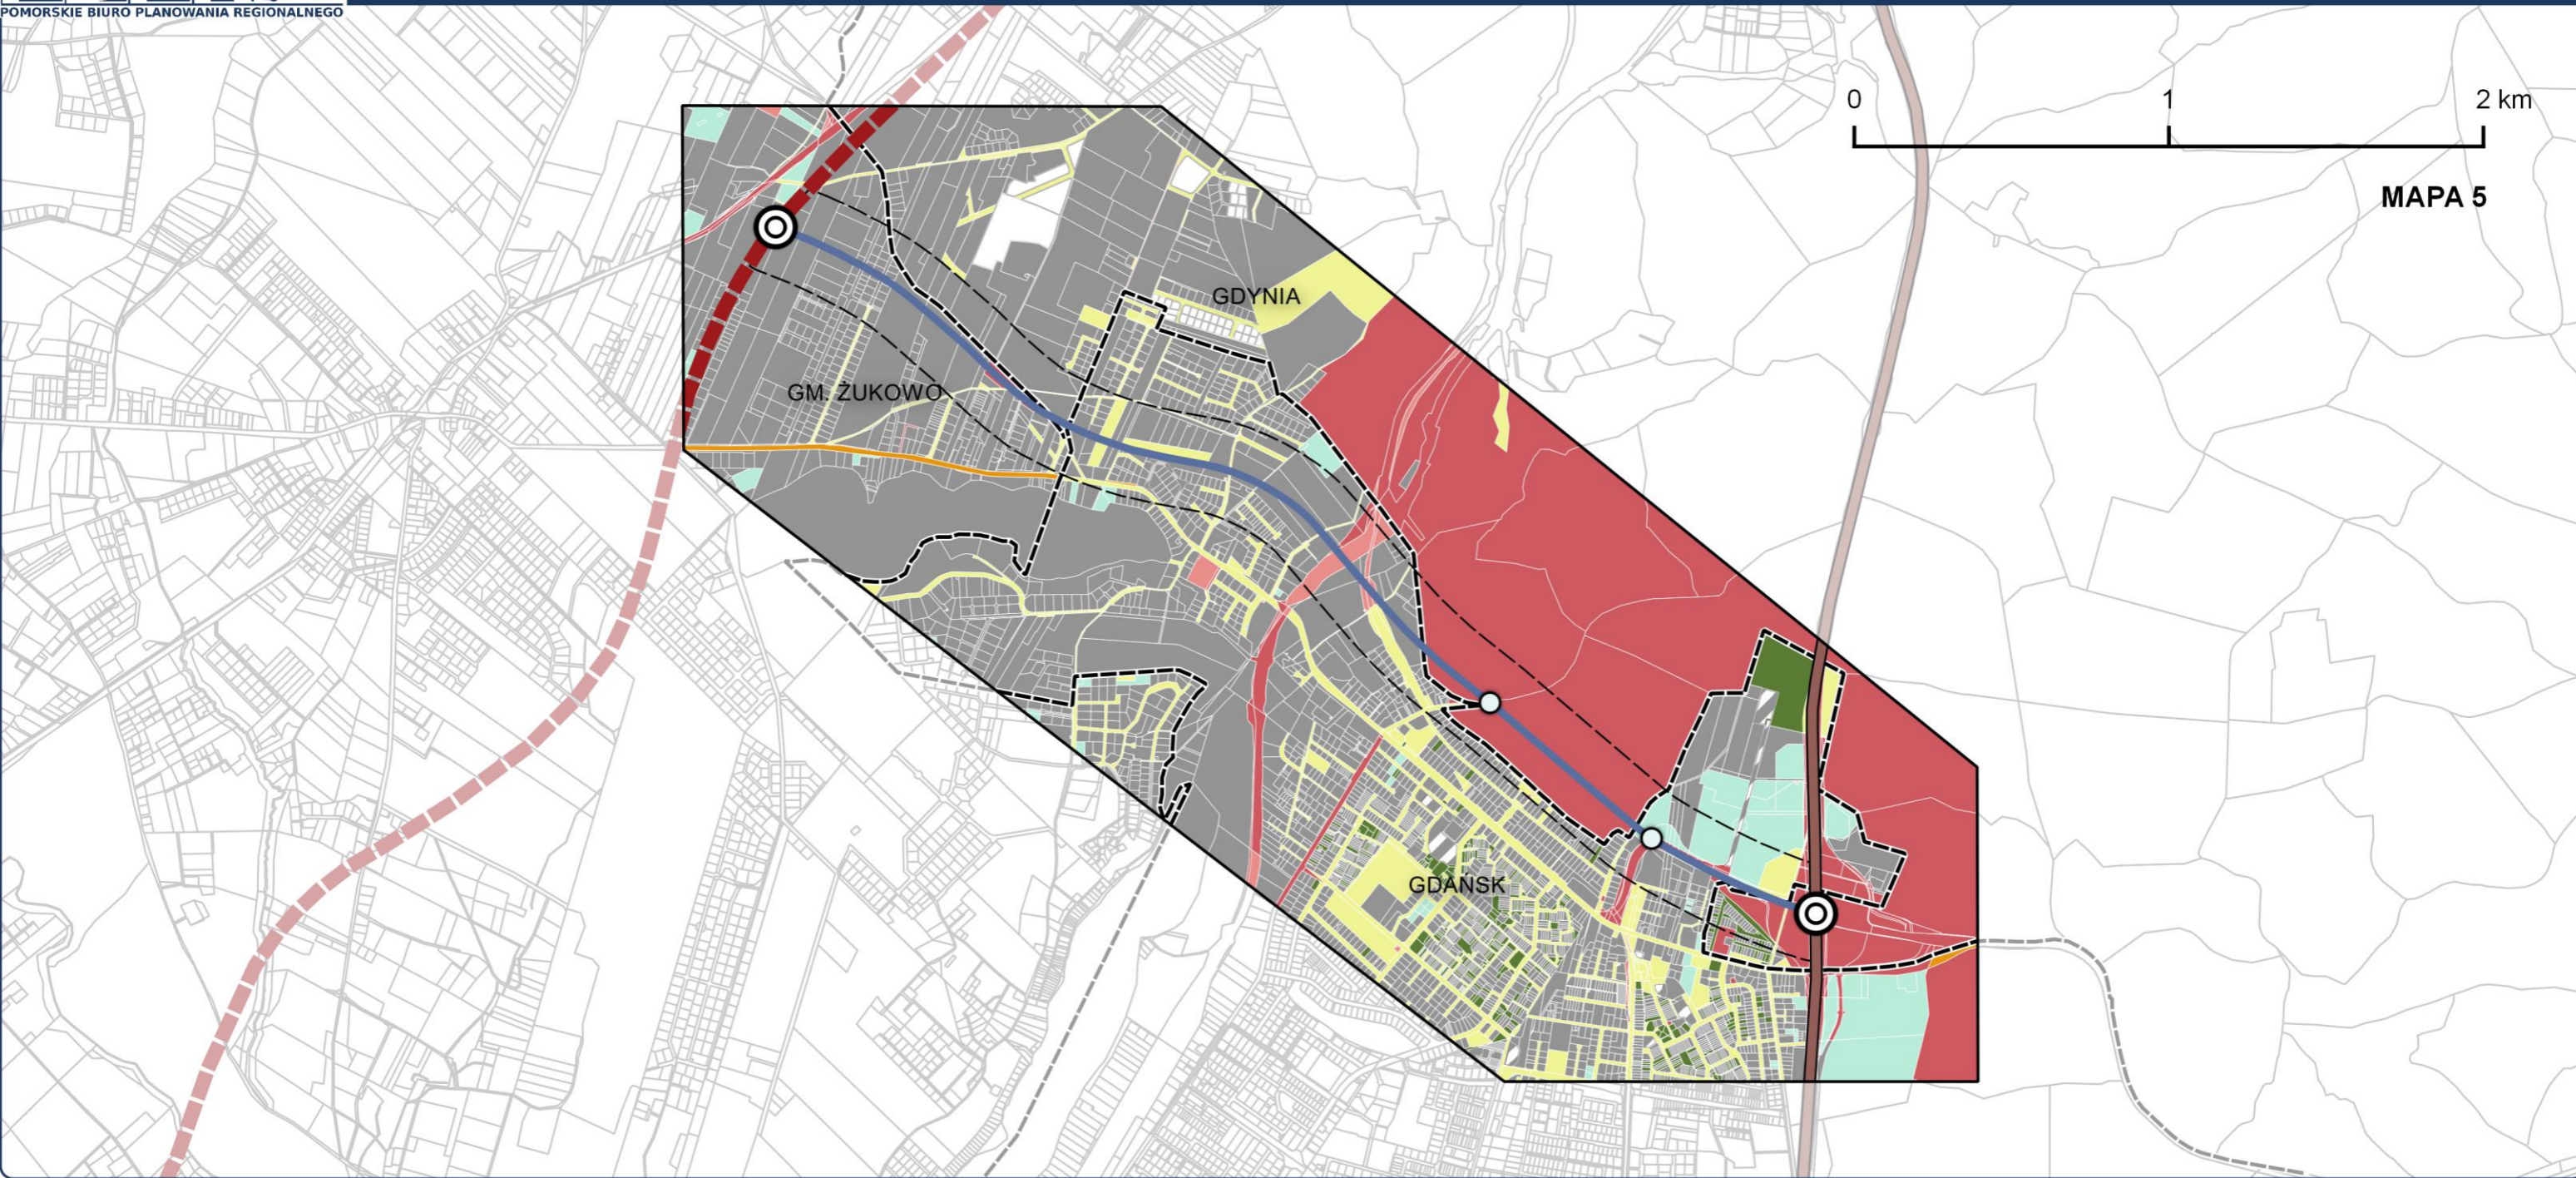 POMORSKIE BIURO PLANOWANIA REGIONALNEGO
0 1 2 km
MAPA 5
GDYNIA
GM. ŻUKOWO
GDAŃSK